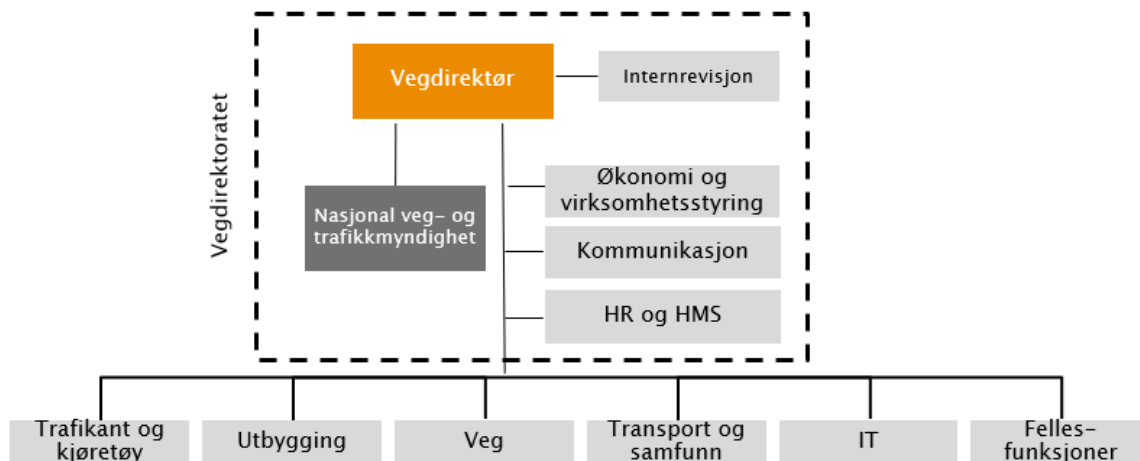 Vegdirektoratet
Vegdirektør
Internrevisjon
Nasjonal veg- og
trafikkmyndighet
Økonomi og
virksomhetsstyring
Kommunikasjon
HR og HMS
Trafikant og
kjøretøy
Utbygging
Veg
Transport og
samfunn
IT
Felles-
funksjoner